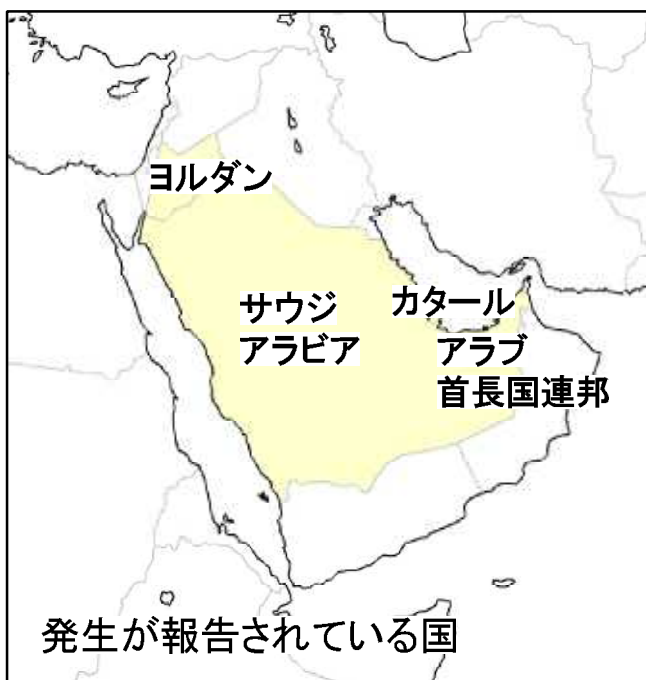 ヨルダン
サウジ
アラビア
カタール
アラブ
首長国連邦
発生が報告されている国